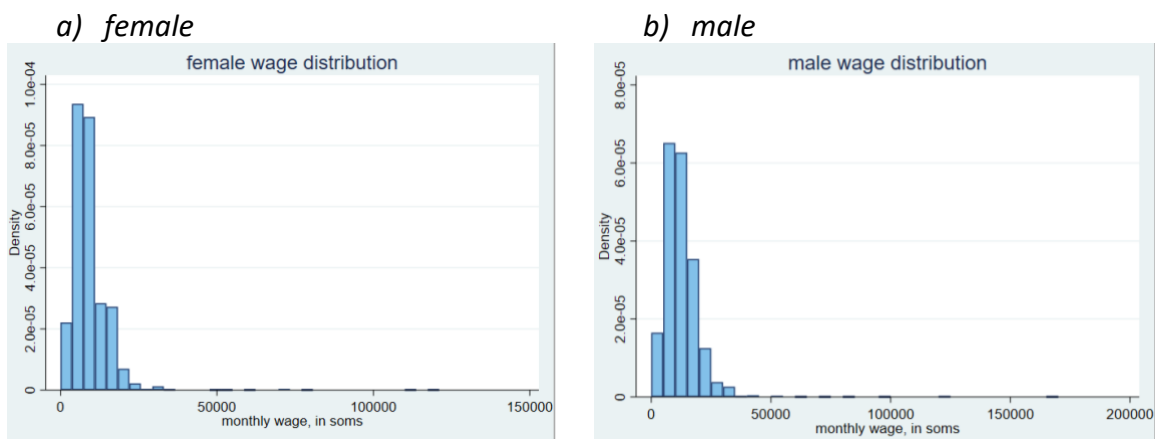 a) female
female wage distribution
Density
1.0e-04
8.0e-05
6.0e-05
4.0e-05
2.0e-05
0
0 50000 100000 150000
monthly wage, in soms
b) male
male wage distribution
Density
8.0e-05
6.0e-05
4.0e-05
2.0e-05
0
0 50000 100000 150000 200000
monthly wage, in soms